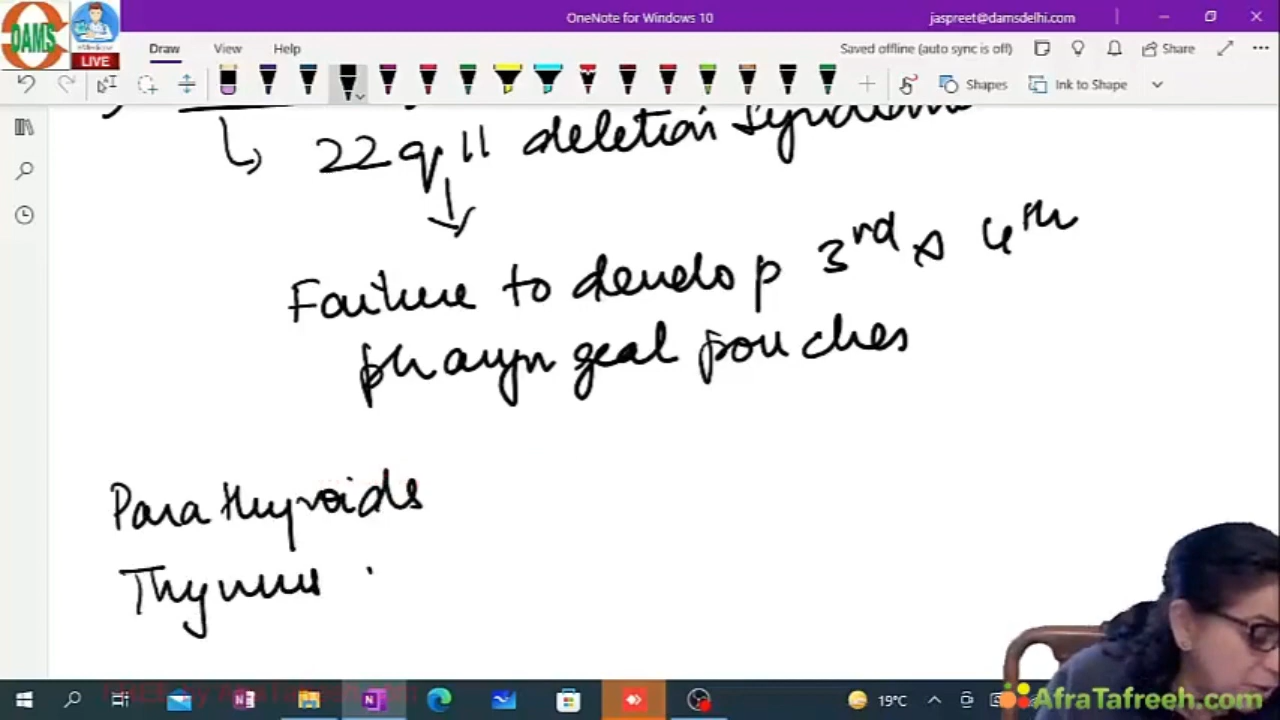 DAMS
LIVE
OneNote for Windows 10
jaspreet@damsdelhi.com
Draw
View
Help
Saved offline (auto sync is off)
Share
Shapes
Ink to Shape
22q11 deletion Syndrome
Failure to develop 3rd & 4th
pharyngeal pouches
Parathyroids
Thymus
19°C
AfraTafreeh.com